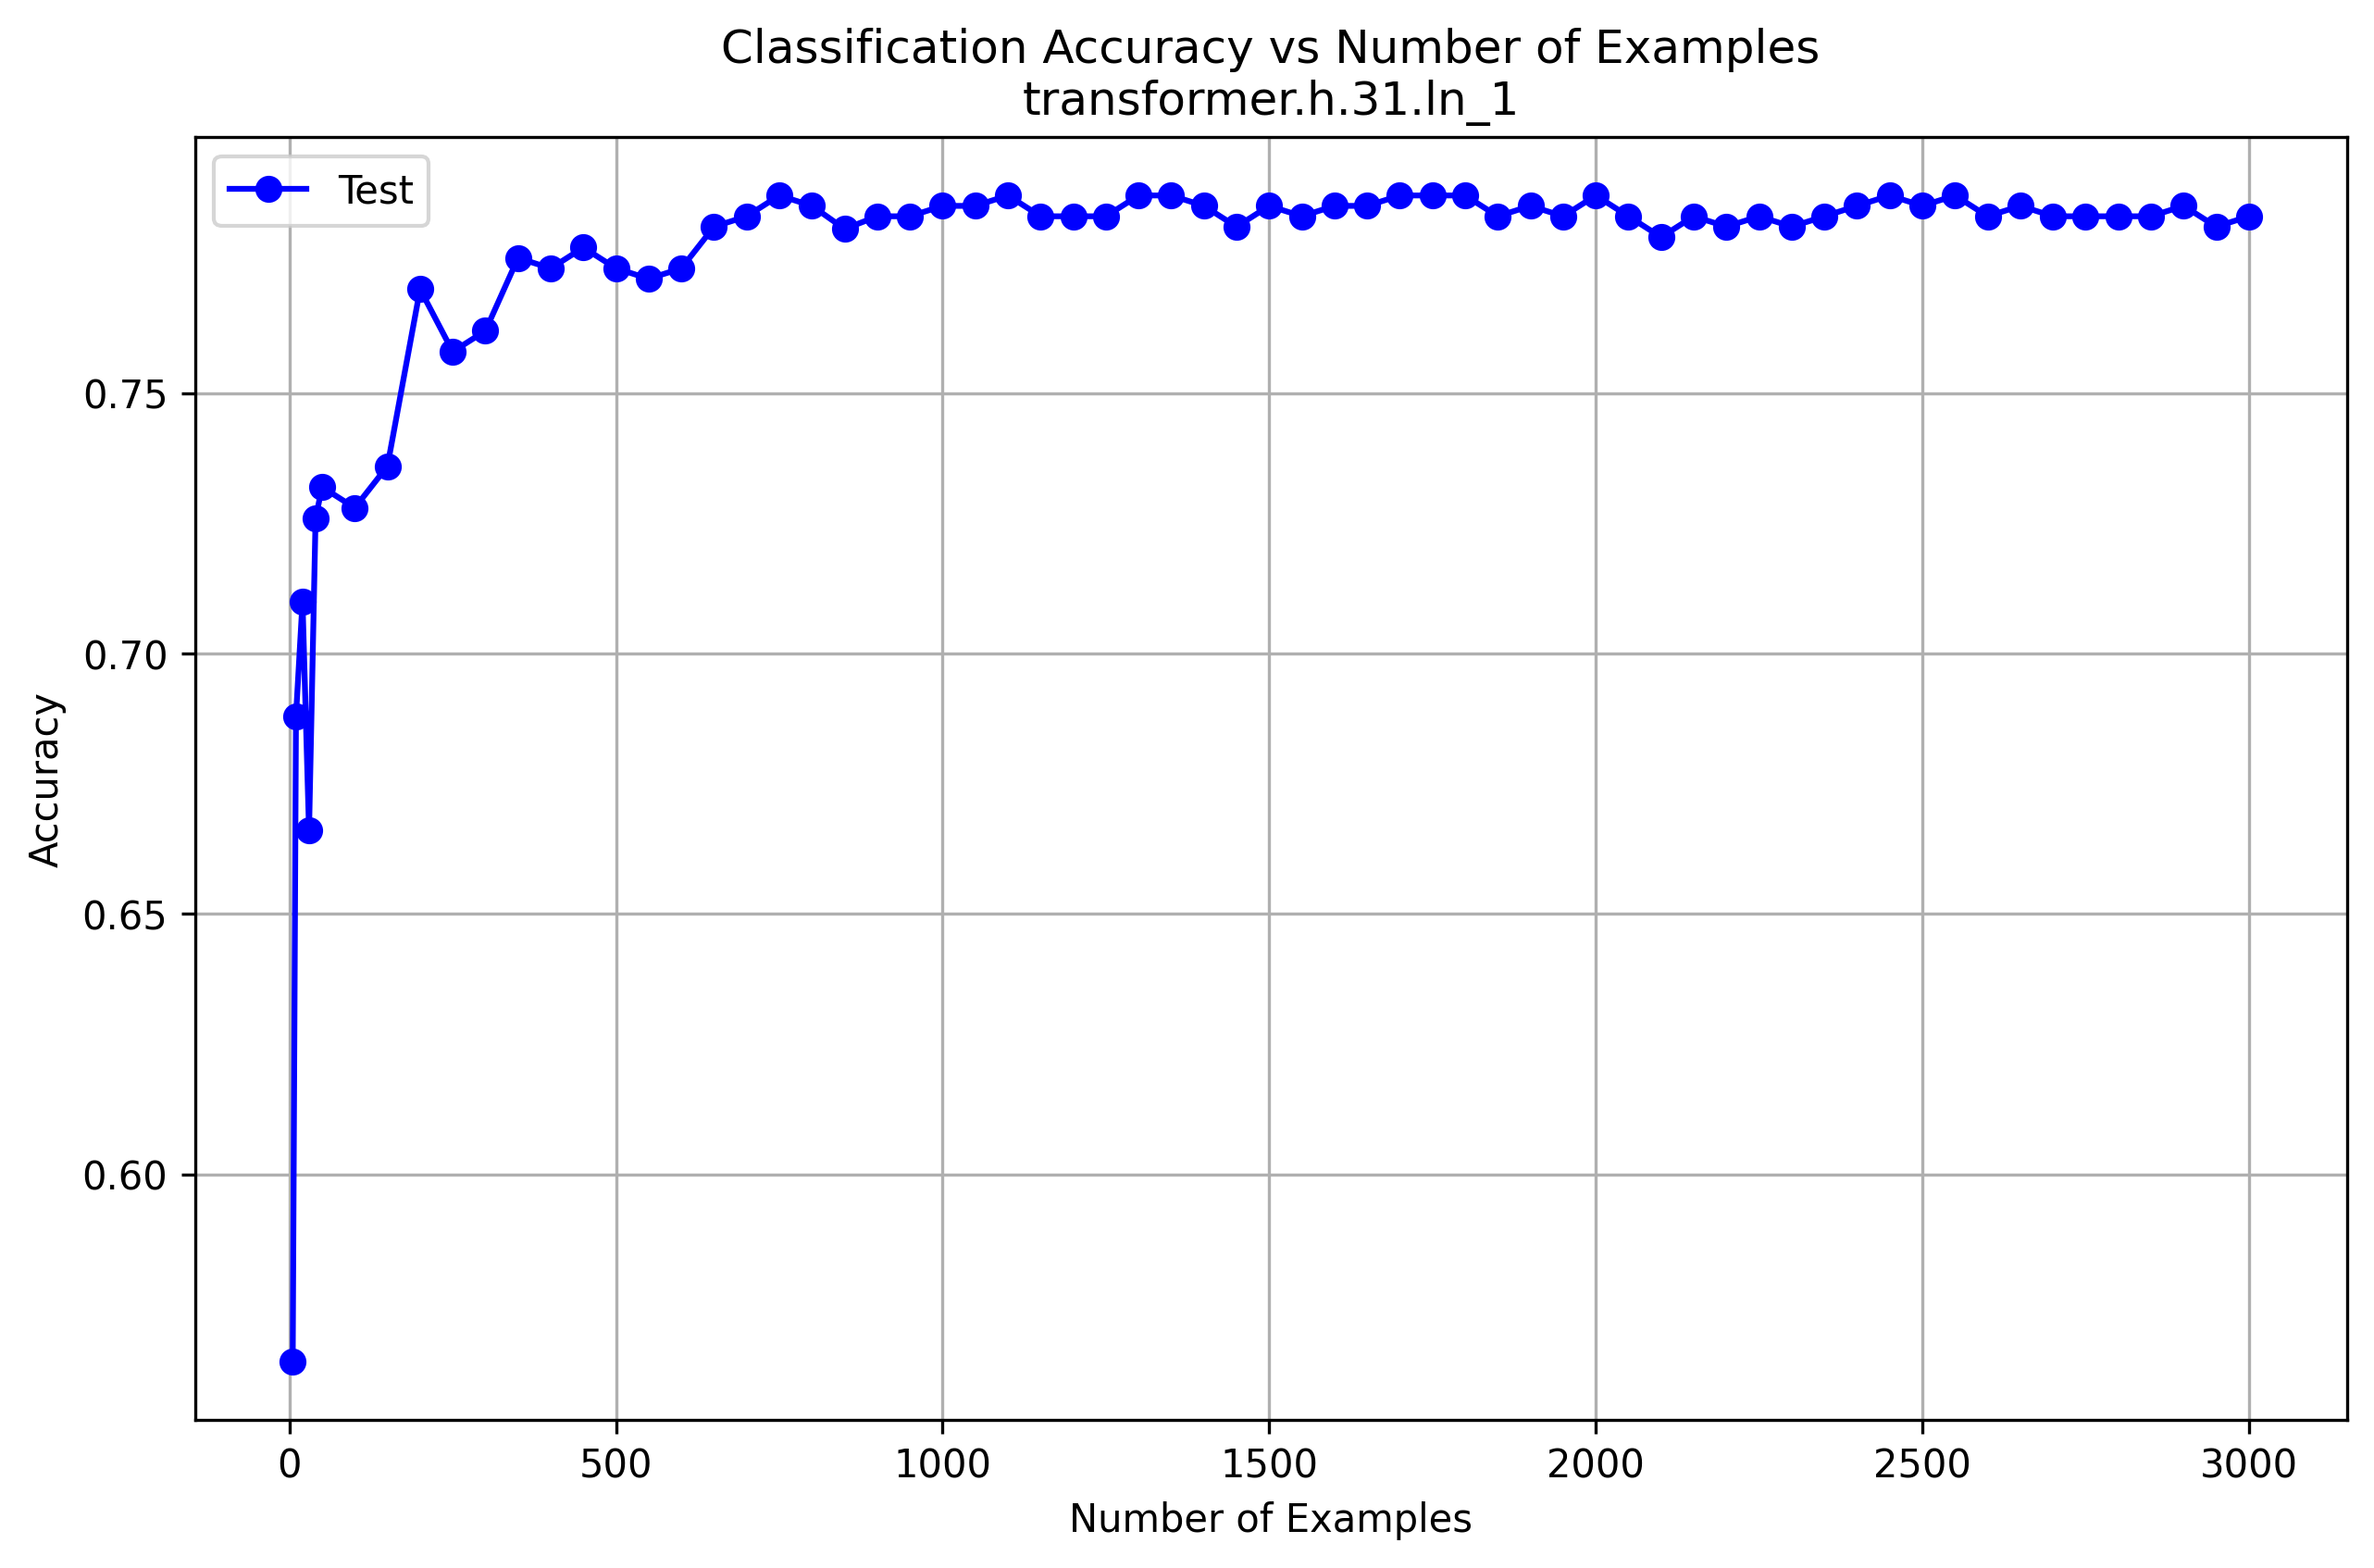 Classification Accuracy vs Number of Examples
transformer.h.31.ln_1
Test
0.75
0.70
0.65
0.60
Accuracy
0 500 1000 1500 2000 2500 3000
Number of Examples